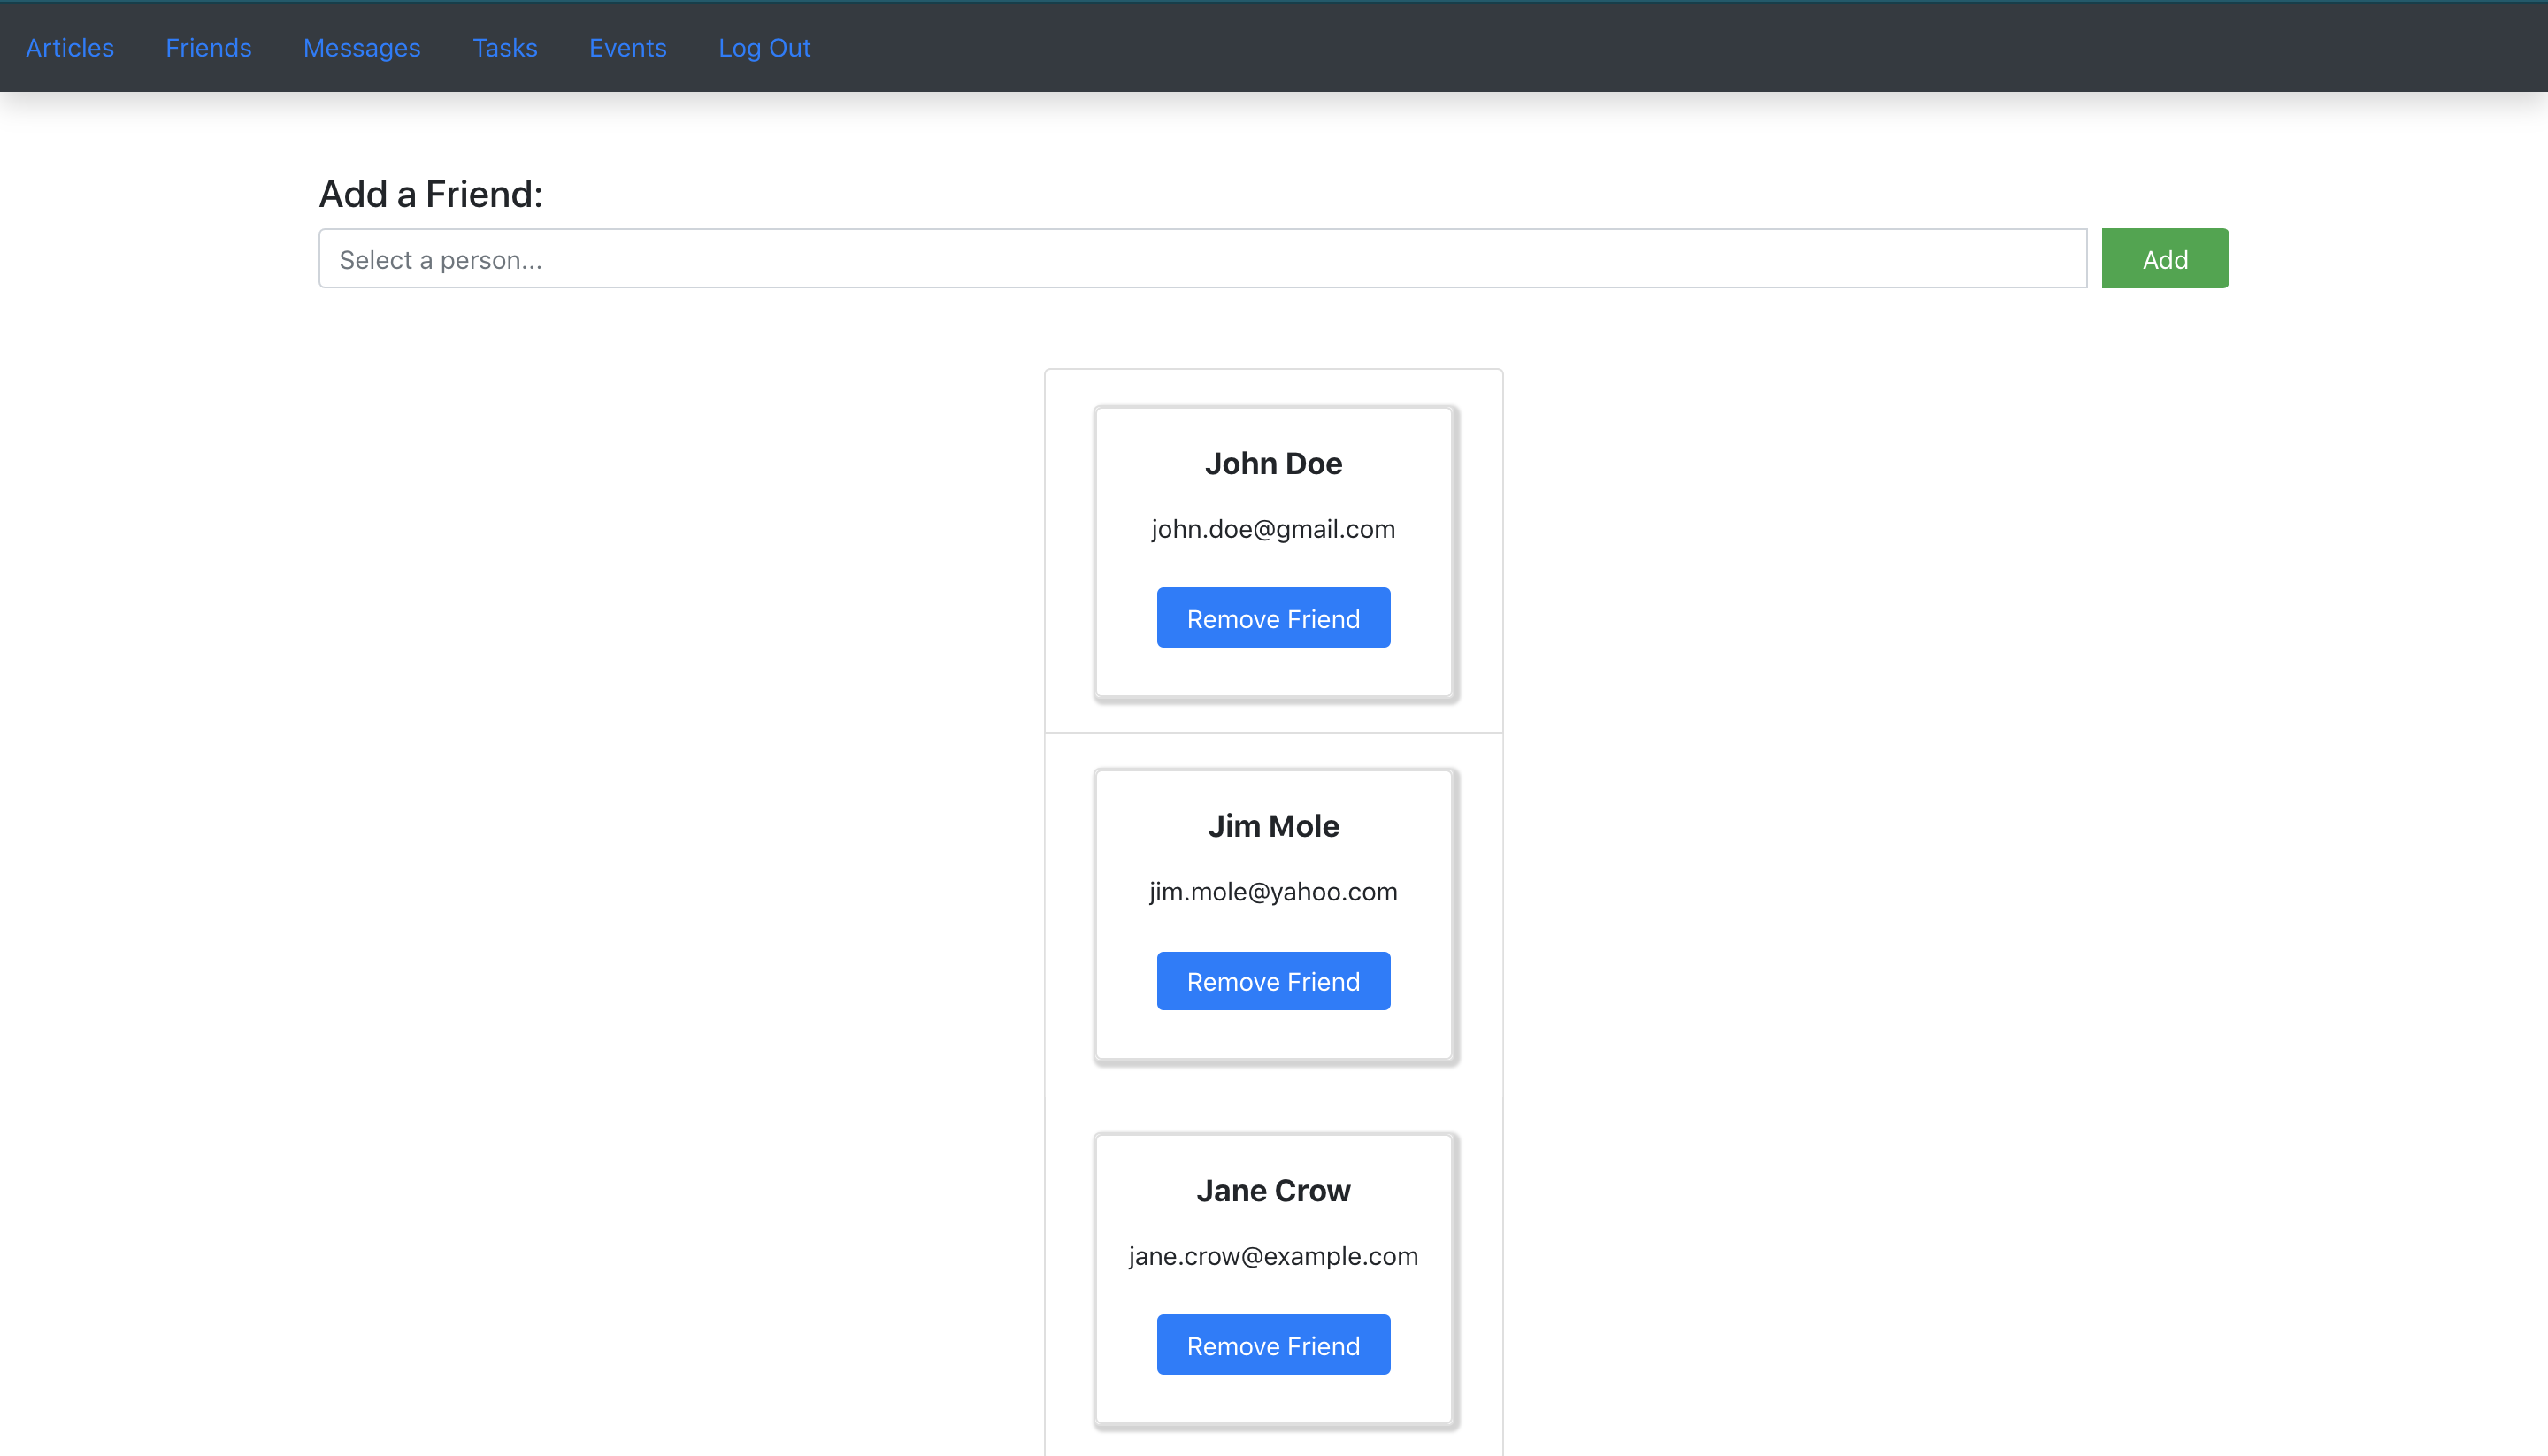 Articles Friends Messages Tasks Events Log Out
Add a Friend:
Select a person... Add
John Doe
john.doe@gmail.com
Remove Friend
Jim Mole
jim.mole@yahoo.com
Remove Friend
Jane Crow
jane.crow@example.com
Remove Friend